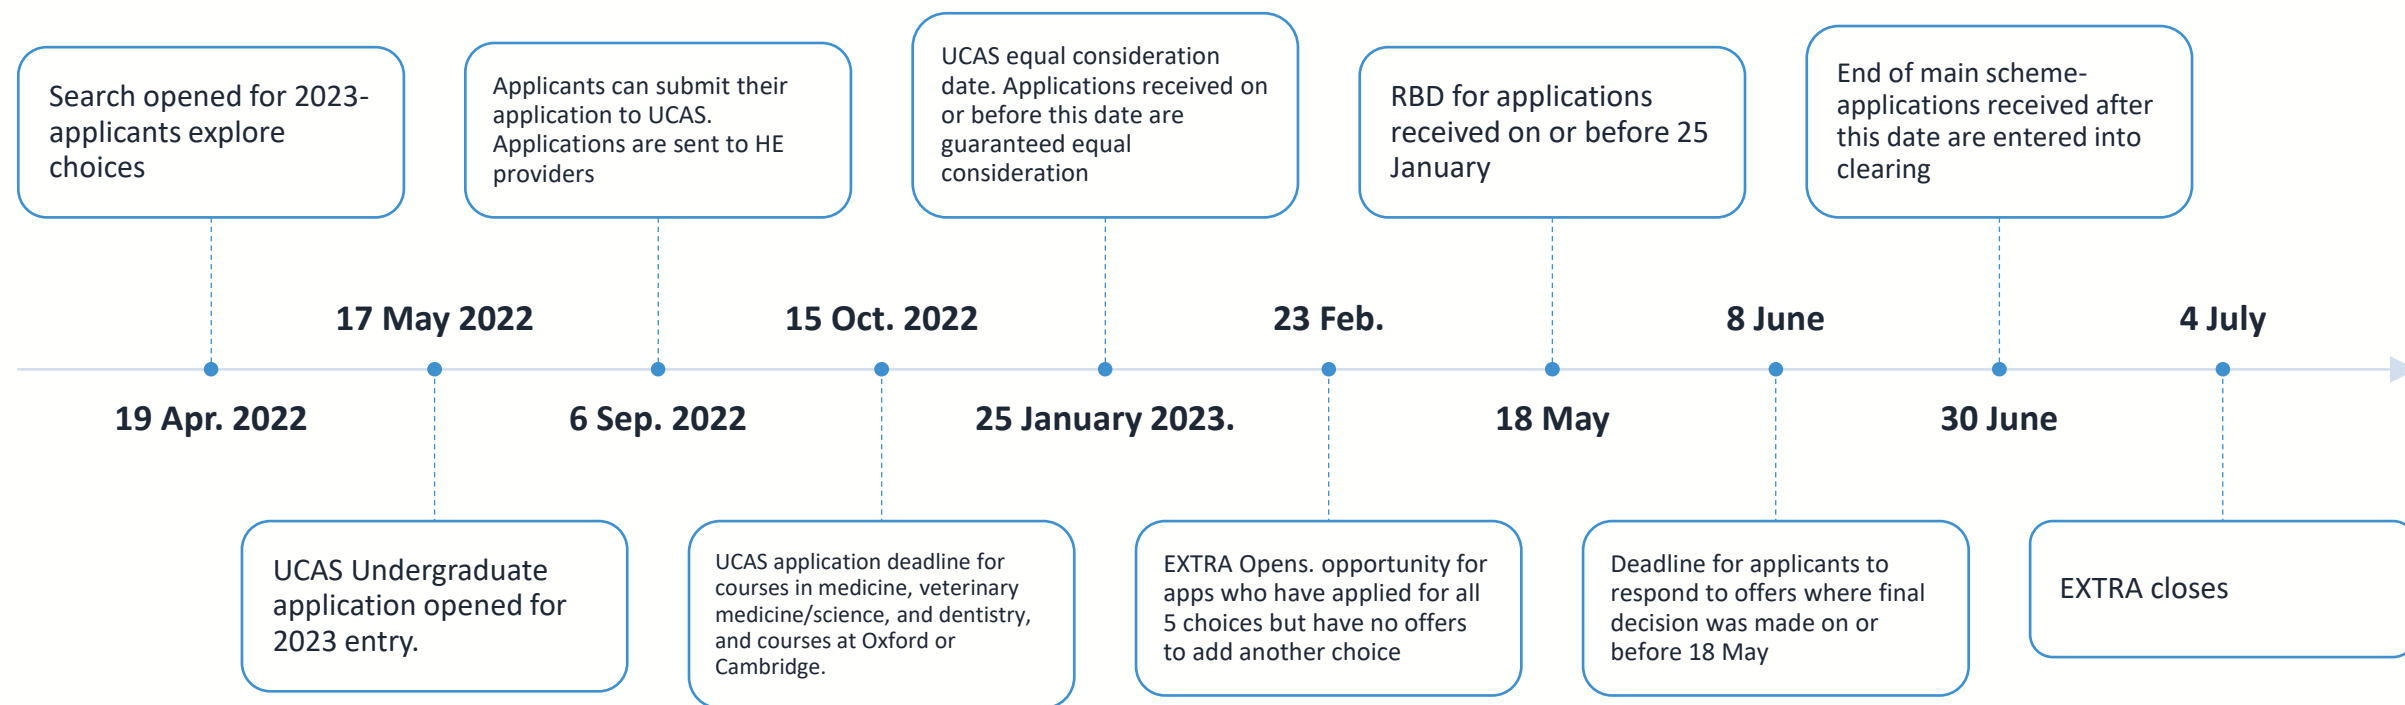 Search opened for 2023-
applicants explore
choices
Applicants can submit their
application to UCAS.
Applications are sent to HE
providers
UCAS equal consideration
date. Applications received on
or before this date are
guaranteed equal
consideration
RBD for applications
received on or before 25
January
End of main scheme-
applications received after
this date are entered into
clearing
17 May 2022
15 Oct. 2022
23 Feb.
8 June
4 July
19 Apr. 2022
6 Sep. 2022
25 January 2023.
18 May
30 June
UCAS Undergraduate
application opened for
2023 entry.
UCAS application deadline for
courses in medicine, veterinary
medicine/science, and dentistry,
and courses at Oxford or
Cambridge.
EXTRA Opens. opportunity for
apps who have applied for all
5 choices but have no offers
to add another choice
Deadline for applicants to
respond to offers where final
decision was made on or
before 18 May
EXTRA closes